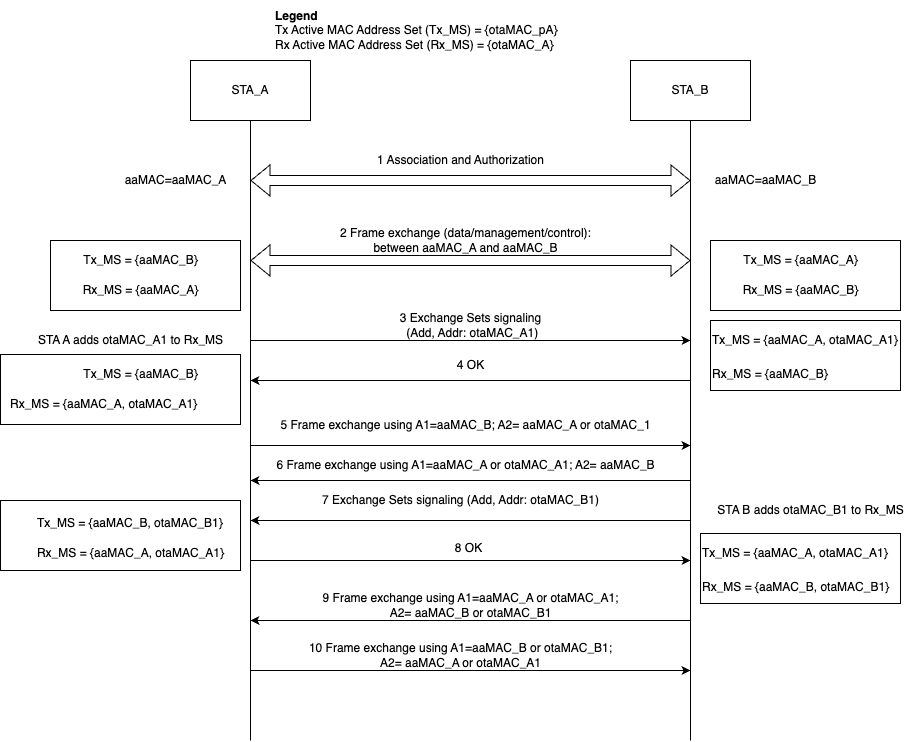 Legend
Tx Active MAC Address Set (Tx_MS) = {otaMAC_pA}
Rx Active MAC Address Set (Rx_MS) = {otaMAC_A}
STA_A
STA_B
1 Association and Authorization
aaMAC=aaMAC_A
aaMAC=aaMAC_B
2 Frame exchange (data/management/control):
between aaMAC_A and aaMAC_B
Tx_MS = {aaMAC_B}
Rx_MS = {aaMAC_A}
Tx_MS = {aaMAC_A}
Rx_MS = {aaMAC_B}
3 Exchange Sets signaling
(Add, Addr: otaMAC_A1)
STA A adds otaMAC_A1 to Rx_MS
Tx_MS = {aaMAC_A, otaMAC_A1}
Rx_MS = {aaMAC_B}
4 OK
Tx_MS = {aaMAC_B}
Rx_MS = {aaMAC_A, otaMAC_A1}
5 Frame exchange using A1=aaMAC_B; A2= aaMAC_A or otaMAC_1
6 Frame exchange using A1=aaMAC_A or otaMAC_A1; A2= aaMAC_B
7 Exchange Sets signaling (Add, Addr: otaMAC_B1)
STA B adds otaMAC_B1 to Rx_MS
Tx_MS = {aaMAC_B, otaMAC_B1}
Rx_MS = {aaMAC_A, otaMAC_A1}
8 OK
Tx_MS = {aaMAC_A, otaMAC_A1}
Rx_MS = {aaMAC_B, otaMAC_B1}
9 Frame exchange using A1=aaMAC_A or otaMAC_A1;
A2= aaMAC_B or otaMAC_B1
10 Frame exchange using A1=aaMAC_B or otaMAC_B1;
A2= aaMAC_A or otaMAC_A1